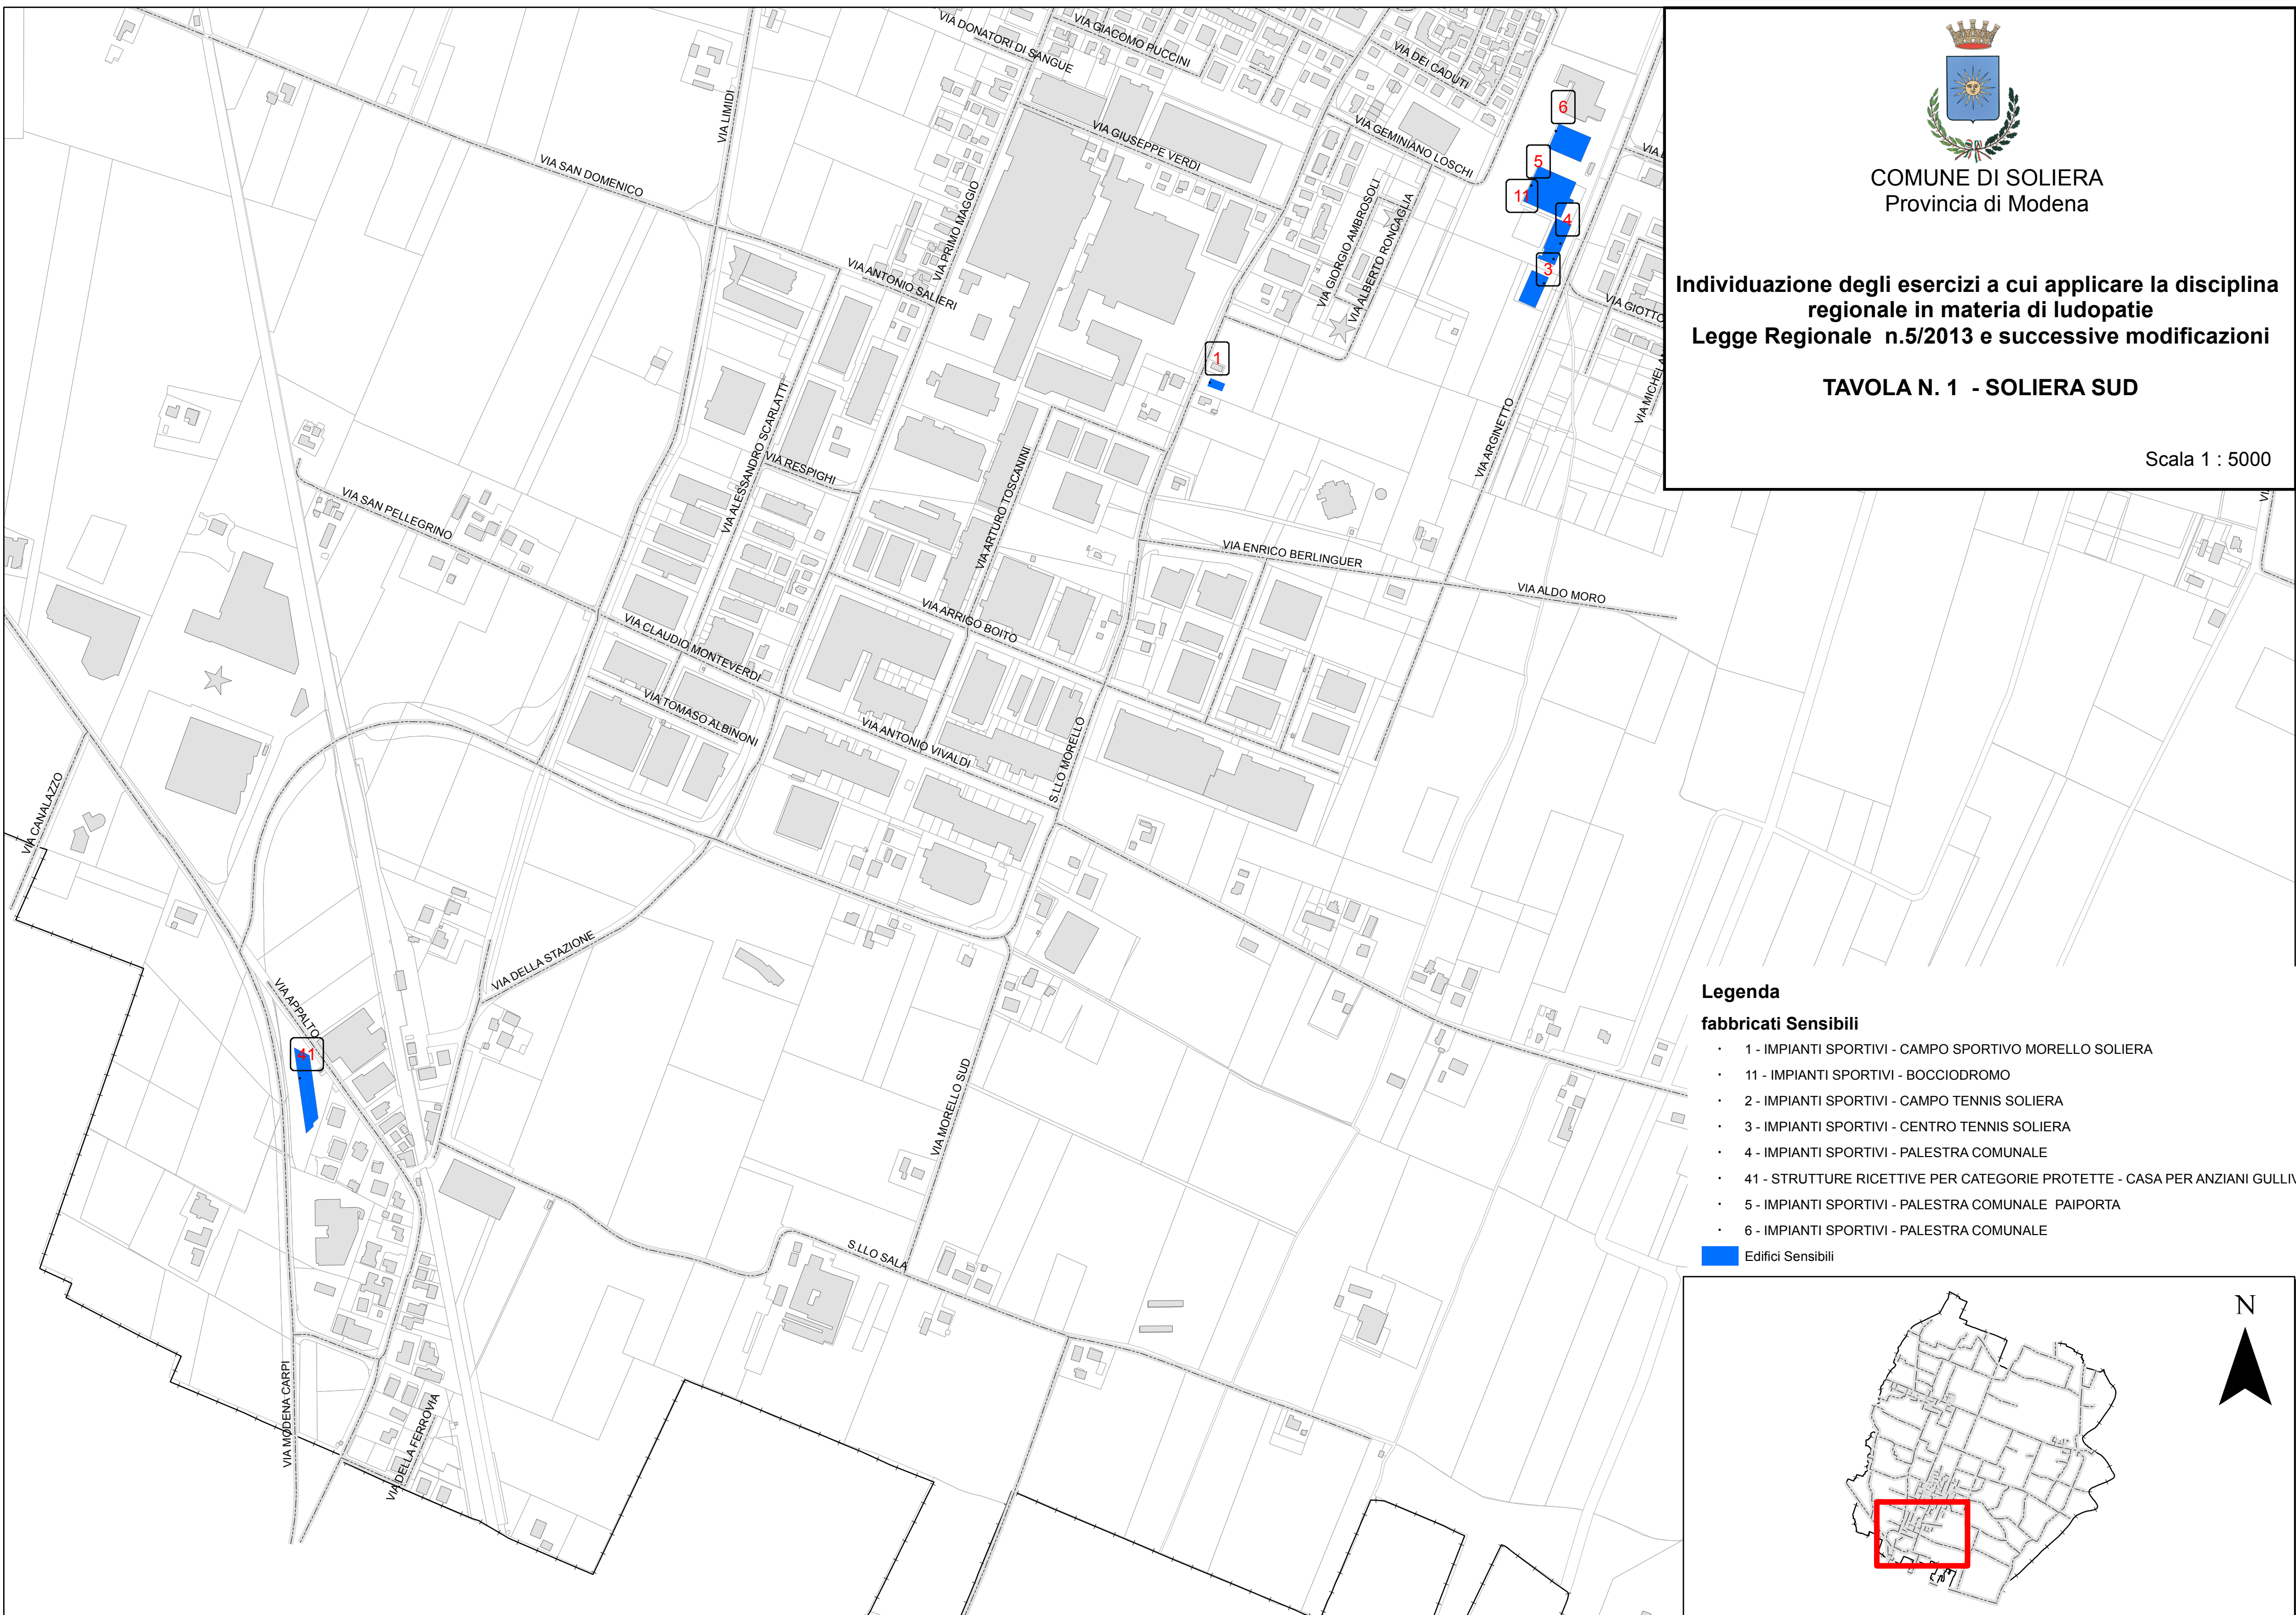 COMUNE DI SOLIERA
Provincia di Modena
Individuazione degli esercizi a cui applicare la disciplina
regionale in materia di ludopatie
Legge Regionale n.5/2013 e successive modificazioni
TAVOLA N. 1 - SOLIERA SUD
Scala 1 : 5000
VIA DONATORI DI SANGUE
VIA GIACOMO PUCCINI
VIA DEI CADUTI
VIA LIMIDI
VIA GIUSEPPE VERDI
VIA GEMINIANO LOSCHI
6
5
11
4
3
VIA SAN DOMENICO
VIA PRIMO MAGGIO
VIA GIORGIO AMBROSOLI
VIA ALBERTO RONCAGLIA
VIA ANTONIO SALIERI
VIA GIOTTO
VIA MICHELAN
1
VIA ALESSANDRO SCARLATTI
VIA RESPIGHI
VIA ARTURO TOSCANINI
VIA ARGINETTO
VIA SAN PELLEGRINO
VIA ENRICO BERLINGUER
VIA ALDO MORO
VIA ARRIGO BOITO
VIA CLAUDIO MONTEVERDI
VIA TOMASO ALBINONI
VIA ANTONIO VIVALDI
S.LLO MORELLO
VIA CANALAZZO
VIA DELLA STAZIONE
VIA APPALTO
41
VIA MORELLO SUD
S.LLO SALA
VIA MODENA CARPI
VIA DELLA FERROVIA
Legenda
fabbricati Sensibili
1 - IMPIANTI SPORTIVI - CAMPO SPORTIVO MORELLO SOLIERA
11 - IMPIANTI SPORTIVI - BOCCIODROMO
2 - IMPIANTI SPORTIVI - CAMPO TENNIS SOLIERA
3 - IMPIANTI SPORTIVI - CENTRO TENNIS SOLIERA
4 - IMPIANTI SPORTIVI - PALESTRA COMUNALE
41 - STRUTTURE RICETTIVE PER CATEGORIE PROTETTE - CASA PER ANZIANI GULLIV
5 - IMPIANTI SPORTIVI - PALESTRA COMUNALE PAIPORTA
6 - IMPIANTI SPORTIVI - PALESTRA COMUNALE
Edifici Sensibili
N